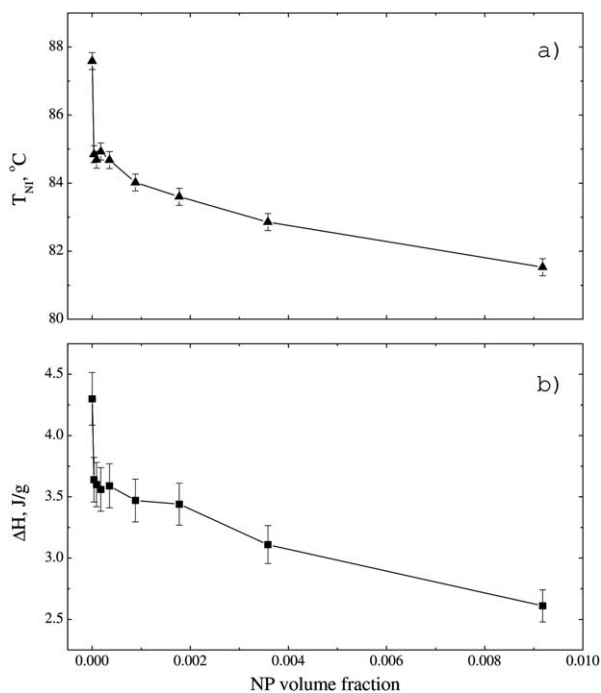 a)
88
86
84
82
80
T_NI, °C
b)
4.5
4.0
3.5
3.0
2.5
ΔH, J/g
0.000 0.002 0.004 0.006 0.008 0.010
NP volume fraction